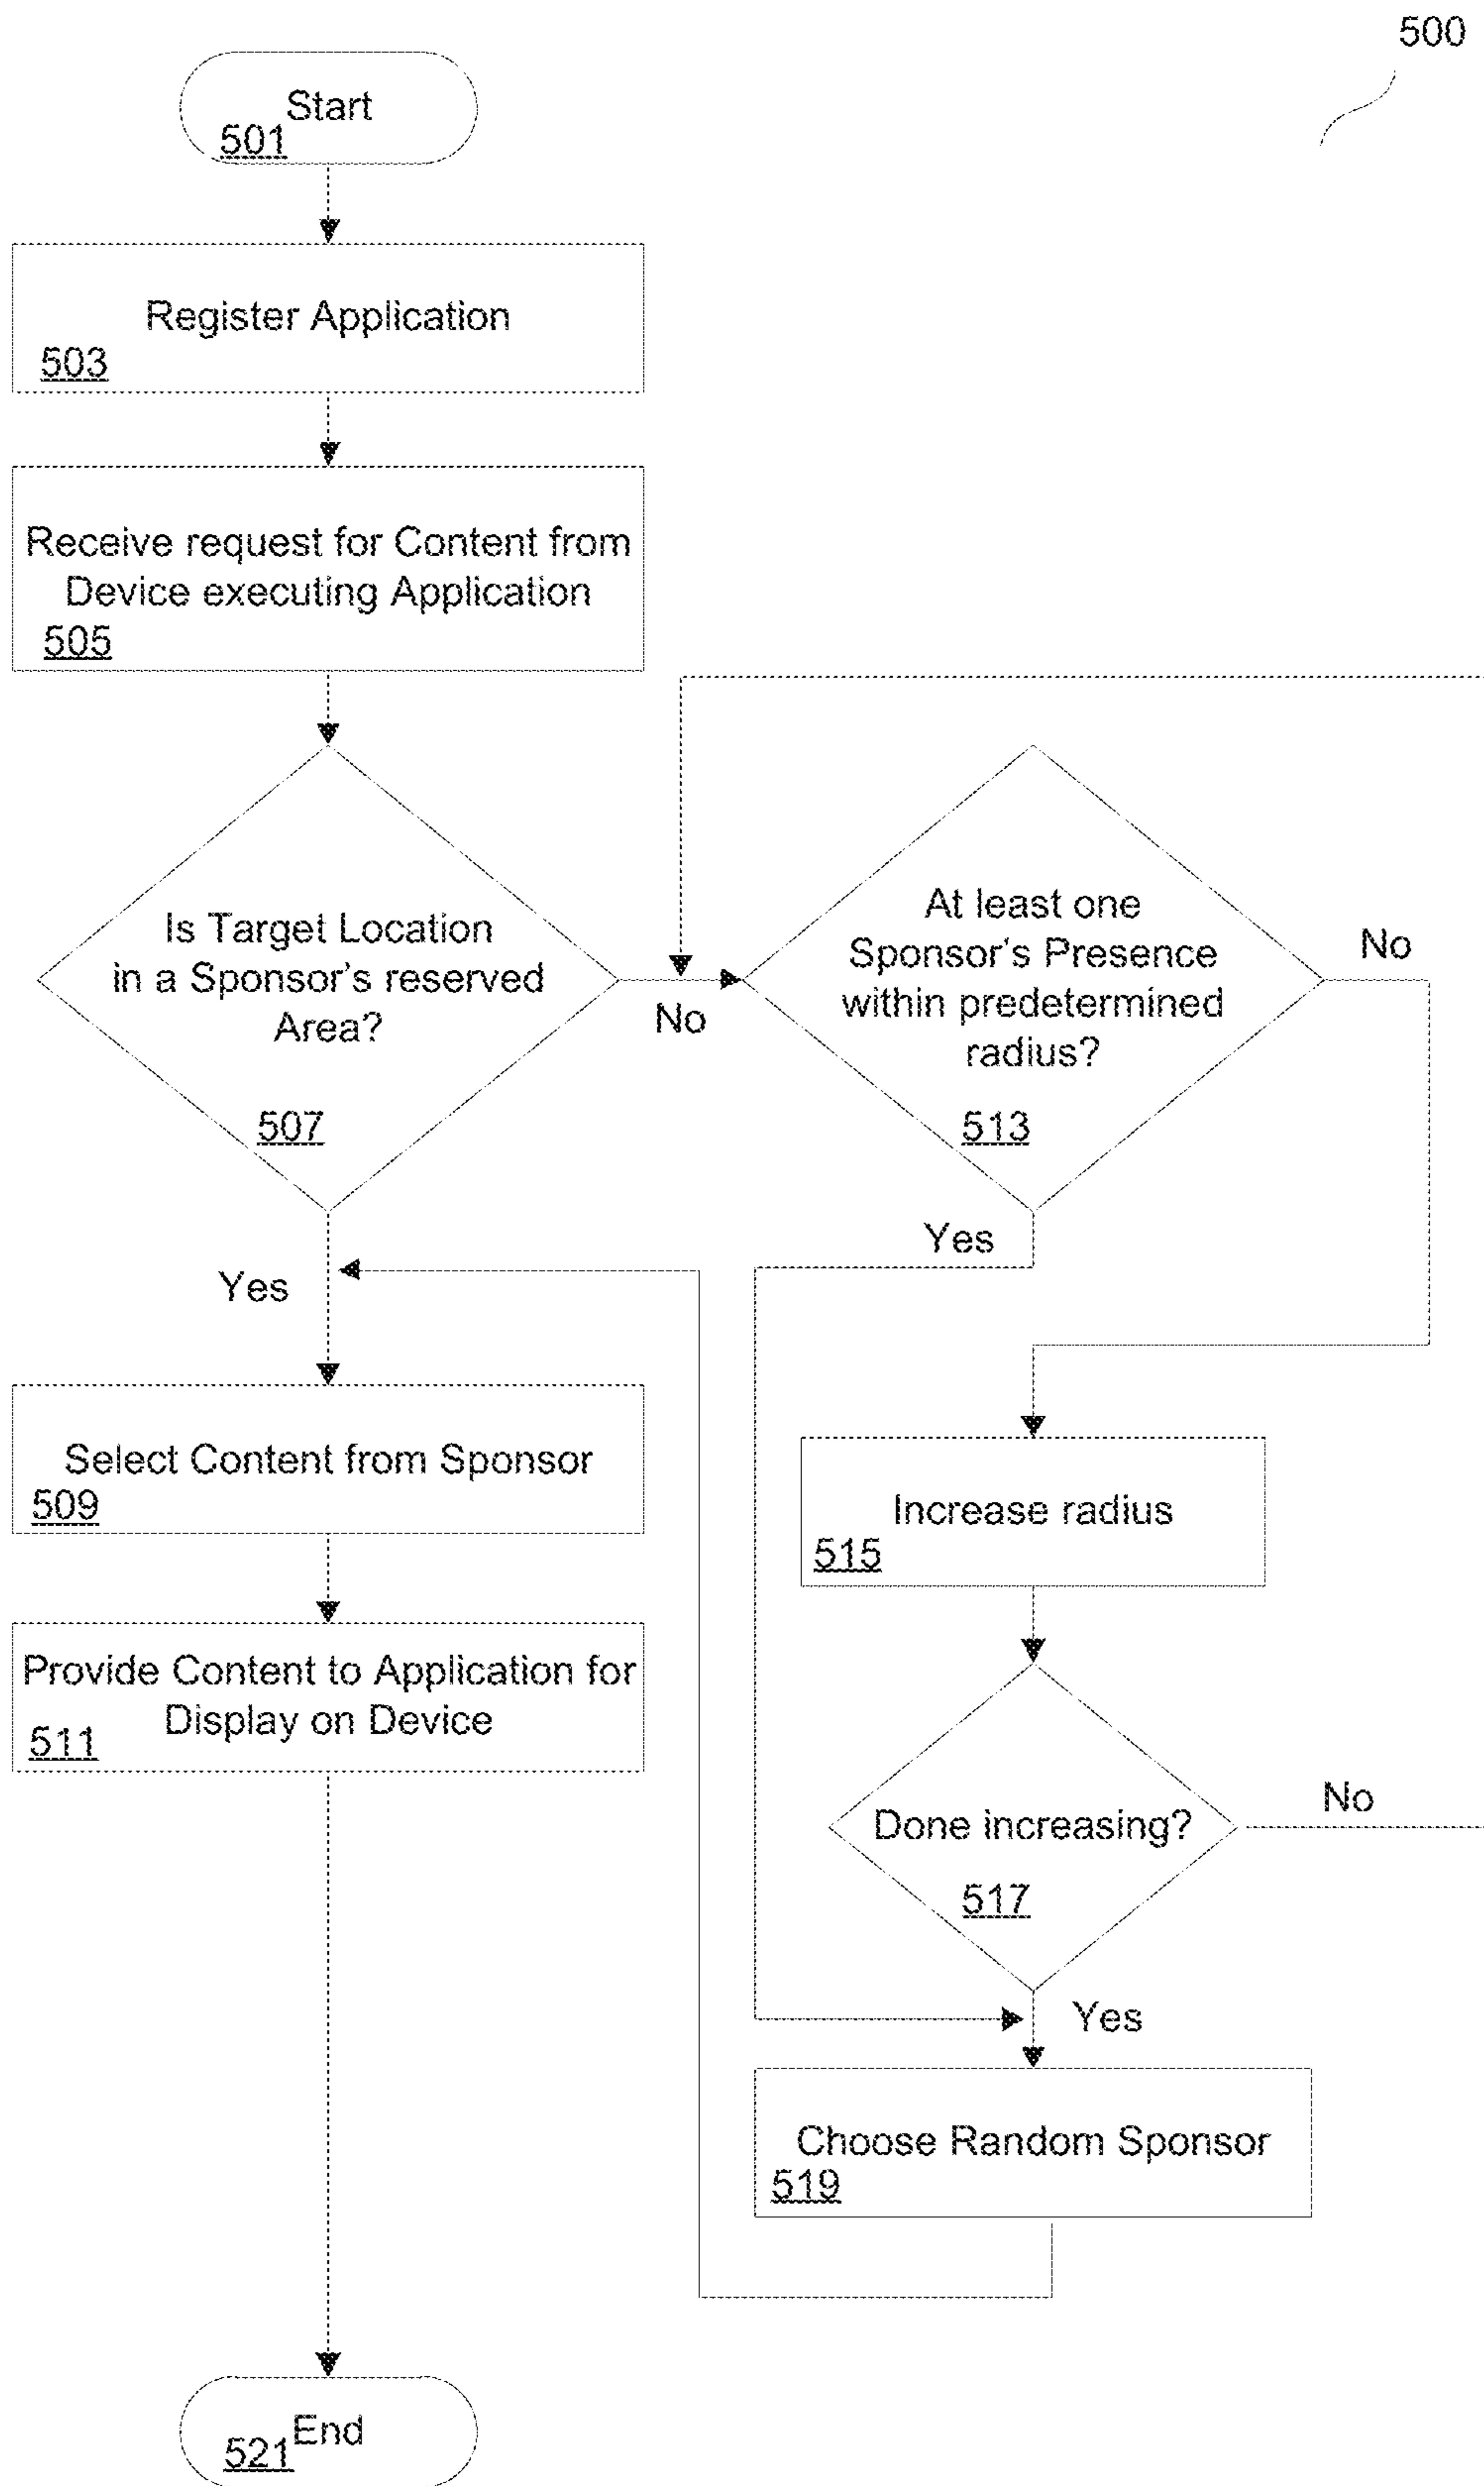 500
Start
501
Register Application
503
Receive request for Content from
Device executing Application
505
Is Target Location
in a Sponsor's reserved
Area?
507
No
At least one
Sponsor's Presence
within predetermined
radius?
513
No
Yes
Yes
Select Content from Sponsor
509
Increase radius
515
Provide Content to Application for
Display on Device
511
Done increasing?
517
No
Yes
Choose Random Sponsor
519
End
521